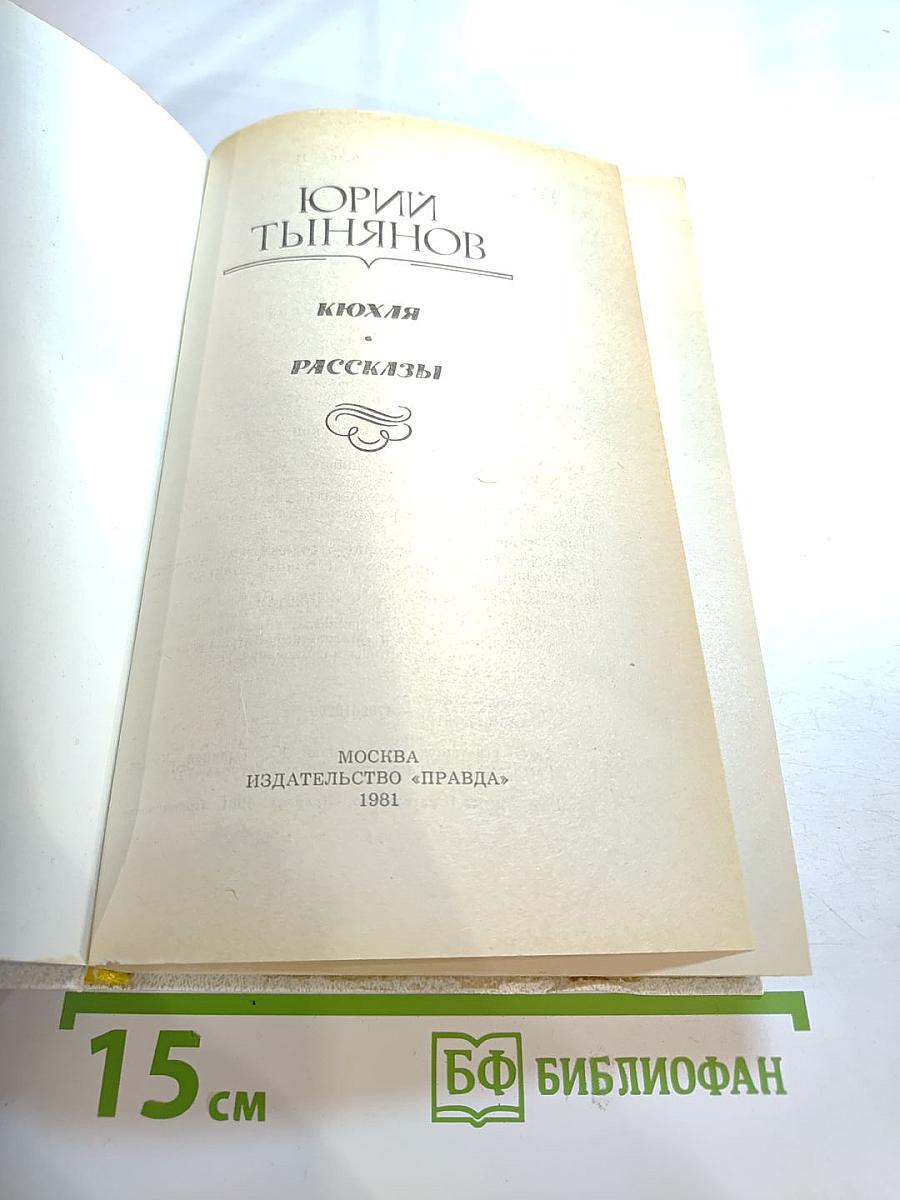 ЮРИЙ
ТЫНЯНОВ
КЮХЛЯ
•
РАССКАЗЫ
МОСКВА
ИЗДАТЕЛЬСТВО «ПРАВДА»
1981
15 см
БФ БИБЛИОФАН